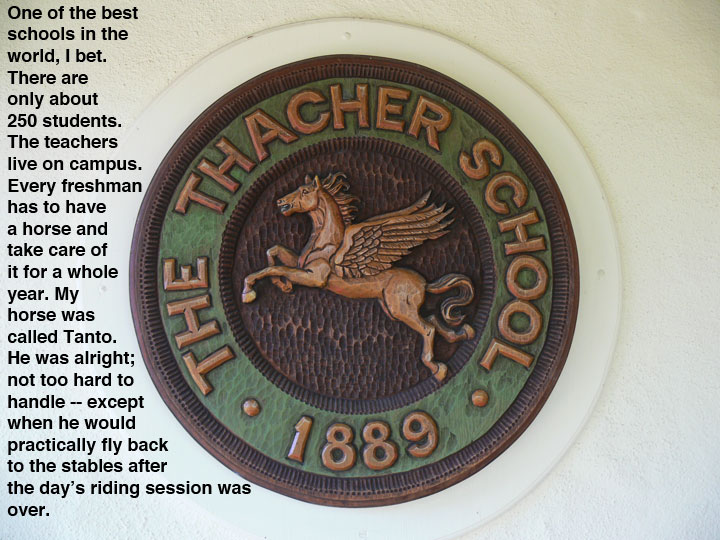 One of the best
schools in the
world, I bet.
There are
only about
250 students.
The teachers
live on campus.
Every freshman
has to have
a horse and
take care of
it for a whole
year. My
horse was
called Tanto.
He was alright;
not too hard to
handle -- except
when he would
practically fly back
to the stables after
the day's riding session was
over.
THE THACHER SCHOOL
1889